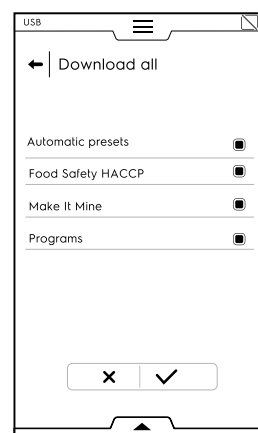 USB
Download all
Automatic presets
Food Safety HACCP
Make It Mine
Programs